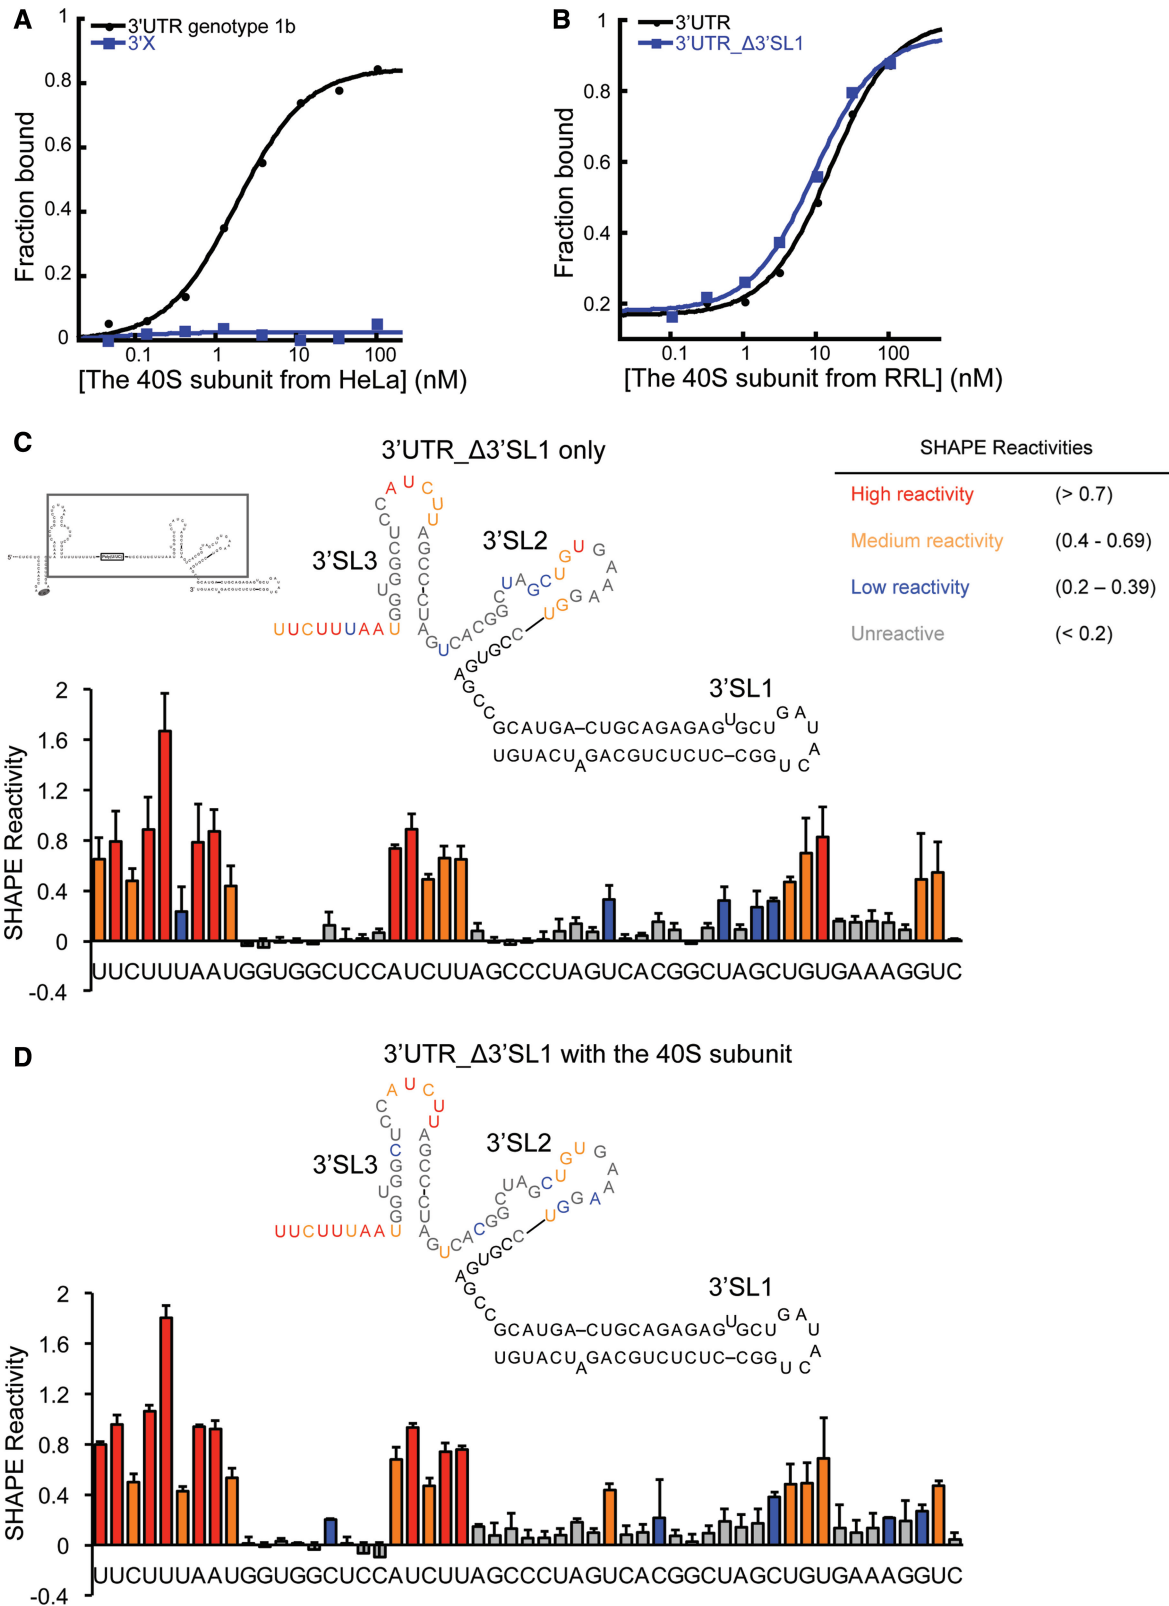 A
1
3'UTR genotype 1b
3'X
0.8
0.6
0.4
0.2
0
Fraction bound
0.1
1
10
100
[The 40S subunit from HeLa] (nM)
B
1
3'UTR
3'UTR_Δ3'SL1
0.8
0.6
0.4
0.2
Fraction bound
0.1
1
10
100
[The 40S subunit from RRL] (nM)
C
3'UTR_Δ3'SL1 only
SHAPE Reactivities
High reactivity (> 0.7)
Medium reactivity (0.4 - 0.69)
Low reactivity (0.2 – 0.39)
Unreactive (< 0.2)
3'SL3
3'SL2
UUCUUUAAU
3'SL1
GCAUGA–CUGCAGAGAGUGCU GAUACU
UGUACUAGACGUCUCUC–CGG
2
1.6
1.2
0.8
0.4
0
-0.4
SHAPE Reactivity
UUCUUUAAUGGUGGCUCCAUCUUAGCCCUAGUCACGGCUAGCUGUGAAAGGUC
D
3'UTR_Δ3'SL1 with the 40S subunit
3'SL3
3'SL2
UUCUUUAAU
3'SL1
GCAUGA–CUGCAGAGAGUGCU GAUACU
UGUACUAGACGUCUCUC–CGG
2
1.6
1.2
0.8
0.4
0
-0.4
SHAPE Reactivity
UUCUUUAAUGGUGGCUCCAUCUUAGCCCUAGUCACGGCUAGCUGUGAAAGGUC